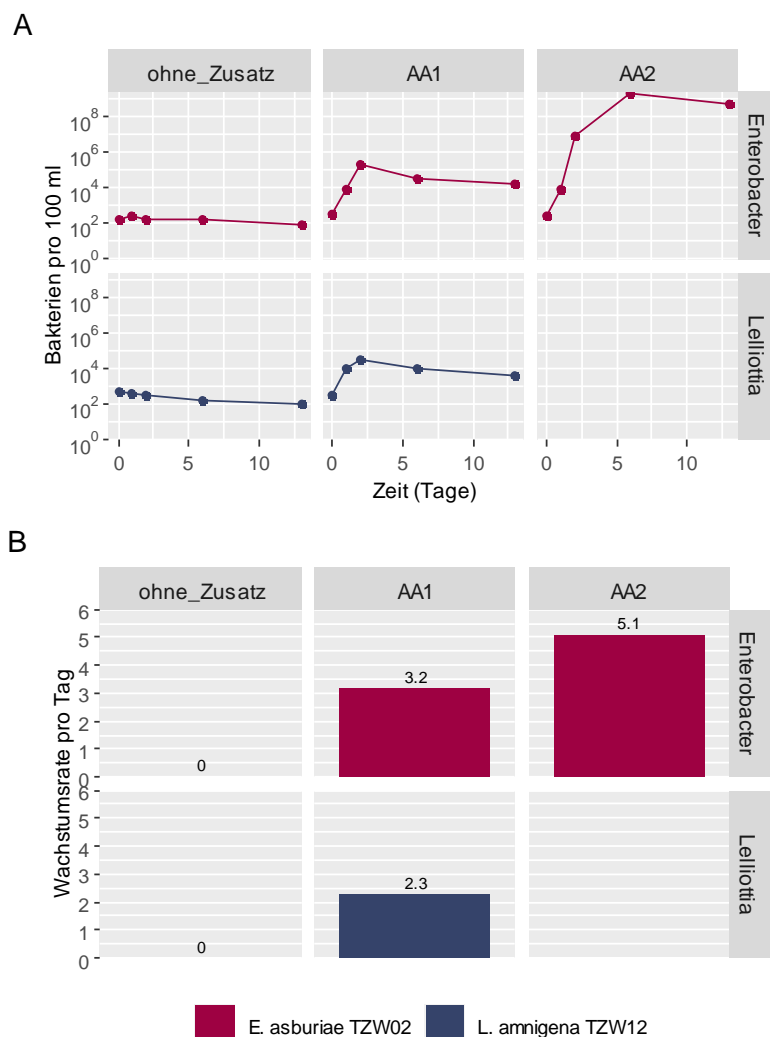 A
ohne_Zusatz AA1 AA2
Bakterien pro 100 ml
10^8
10^6
10^4
10^2
10^0
Enterobacter
10^0
10^8
10^6
10^4
10^2
10^0
Lelliottia
0 5 10 0 5 10 0 5 10
Zeit (Tage)
B
ohne_Zusatz AA1 AA2
Wachstumsrate pro Tag
6
5
4
3
2
1
0
0 3.2 5.1
Enterobacter
6
5
4
3
2
1
0
0 2.3
Lelliottia
E. asburiae TZW02 L. amnigena TZW12